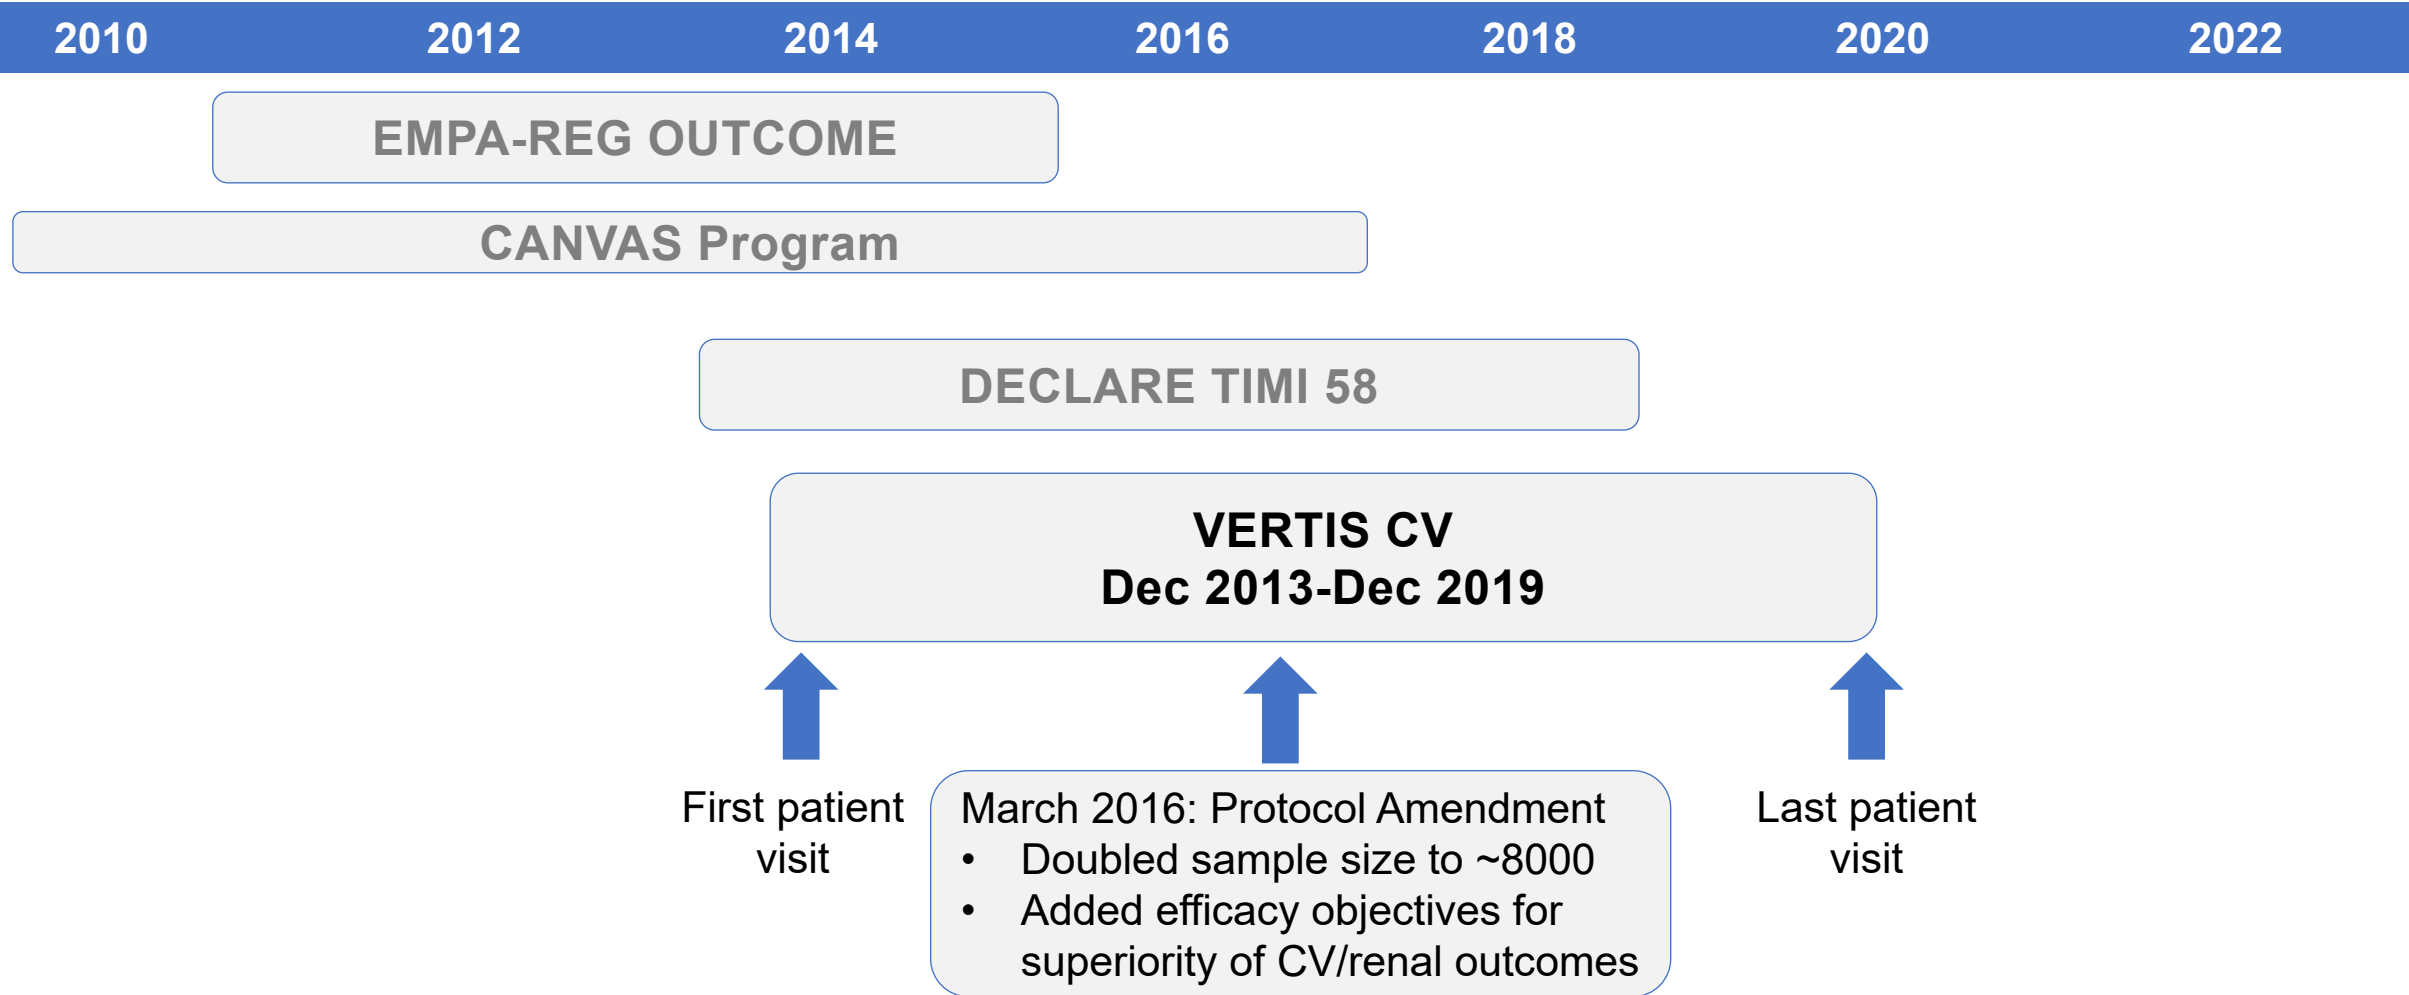 2010 2012 2014 2016 2018 2020 2022
EMPA-REG OUTCOME
CANVAS Program
DECLARE TIMI 58
VERTIS CV
Dec 2013-Dec 2019
First patient
visit
March 2016: Protocol Amendment
• Doubled sample size to ~8000
• Added efficacy objectives for
superiority of CV/renal outcomes
Last patient
visit